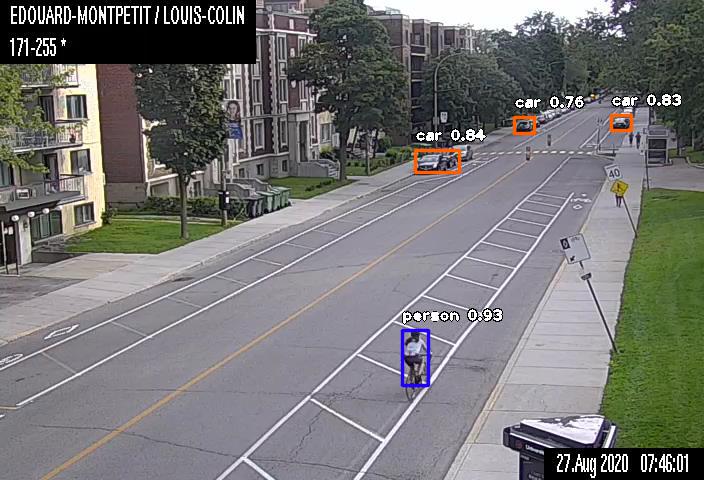 EDOUARD-MONTPETIT / LOUIS-COLIN
171-255 *
car 0.76
car 0.83
car 0.84
40
person 0.93
27.Aug 2020 07:46:01